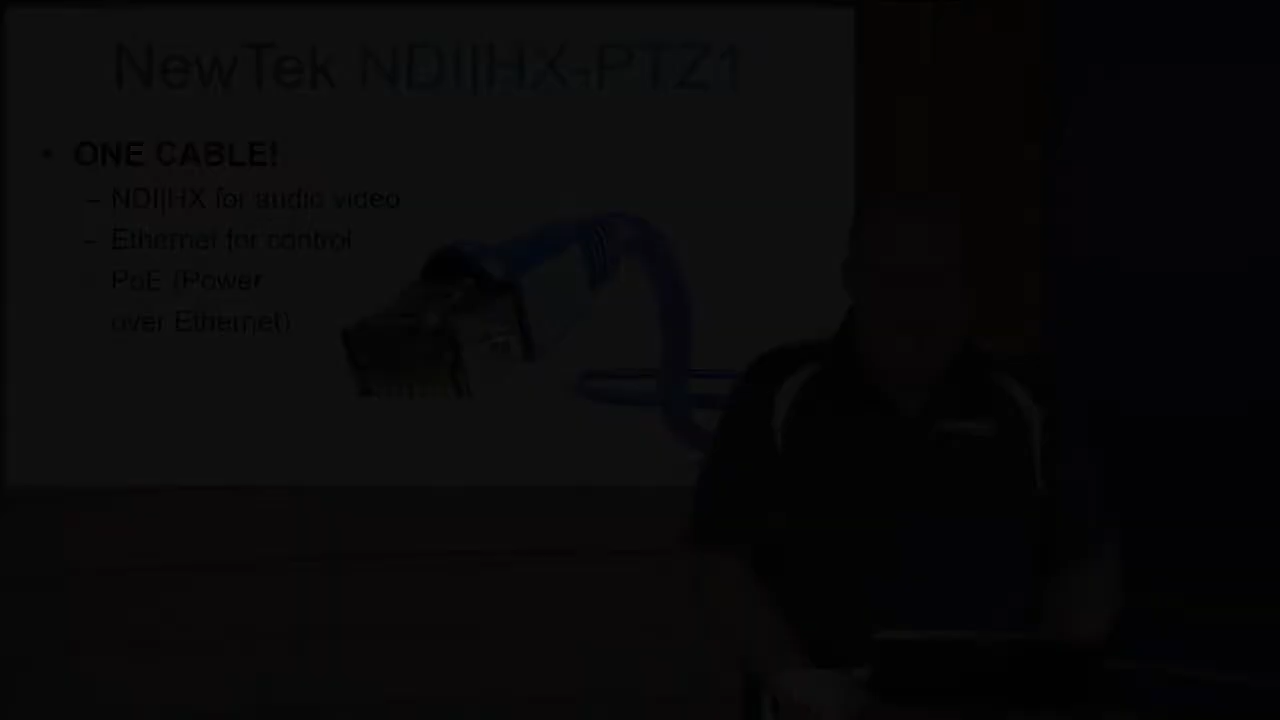 NewTek NDI|HX-PTZ1
• ONE CABLE!
– NDI|HX for audio video
– Ethernet for control
– PoE (Power
over Ethernet)